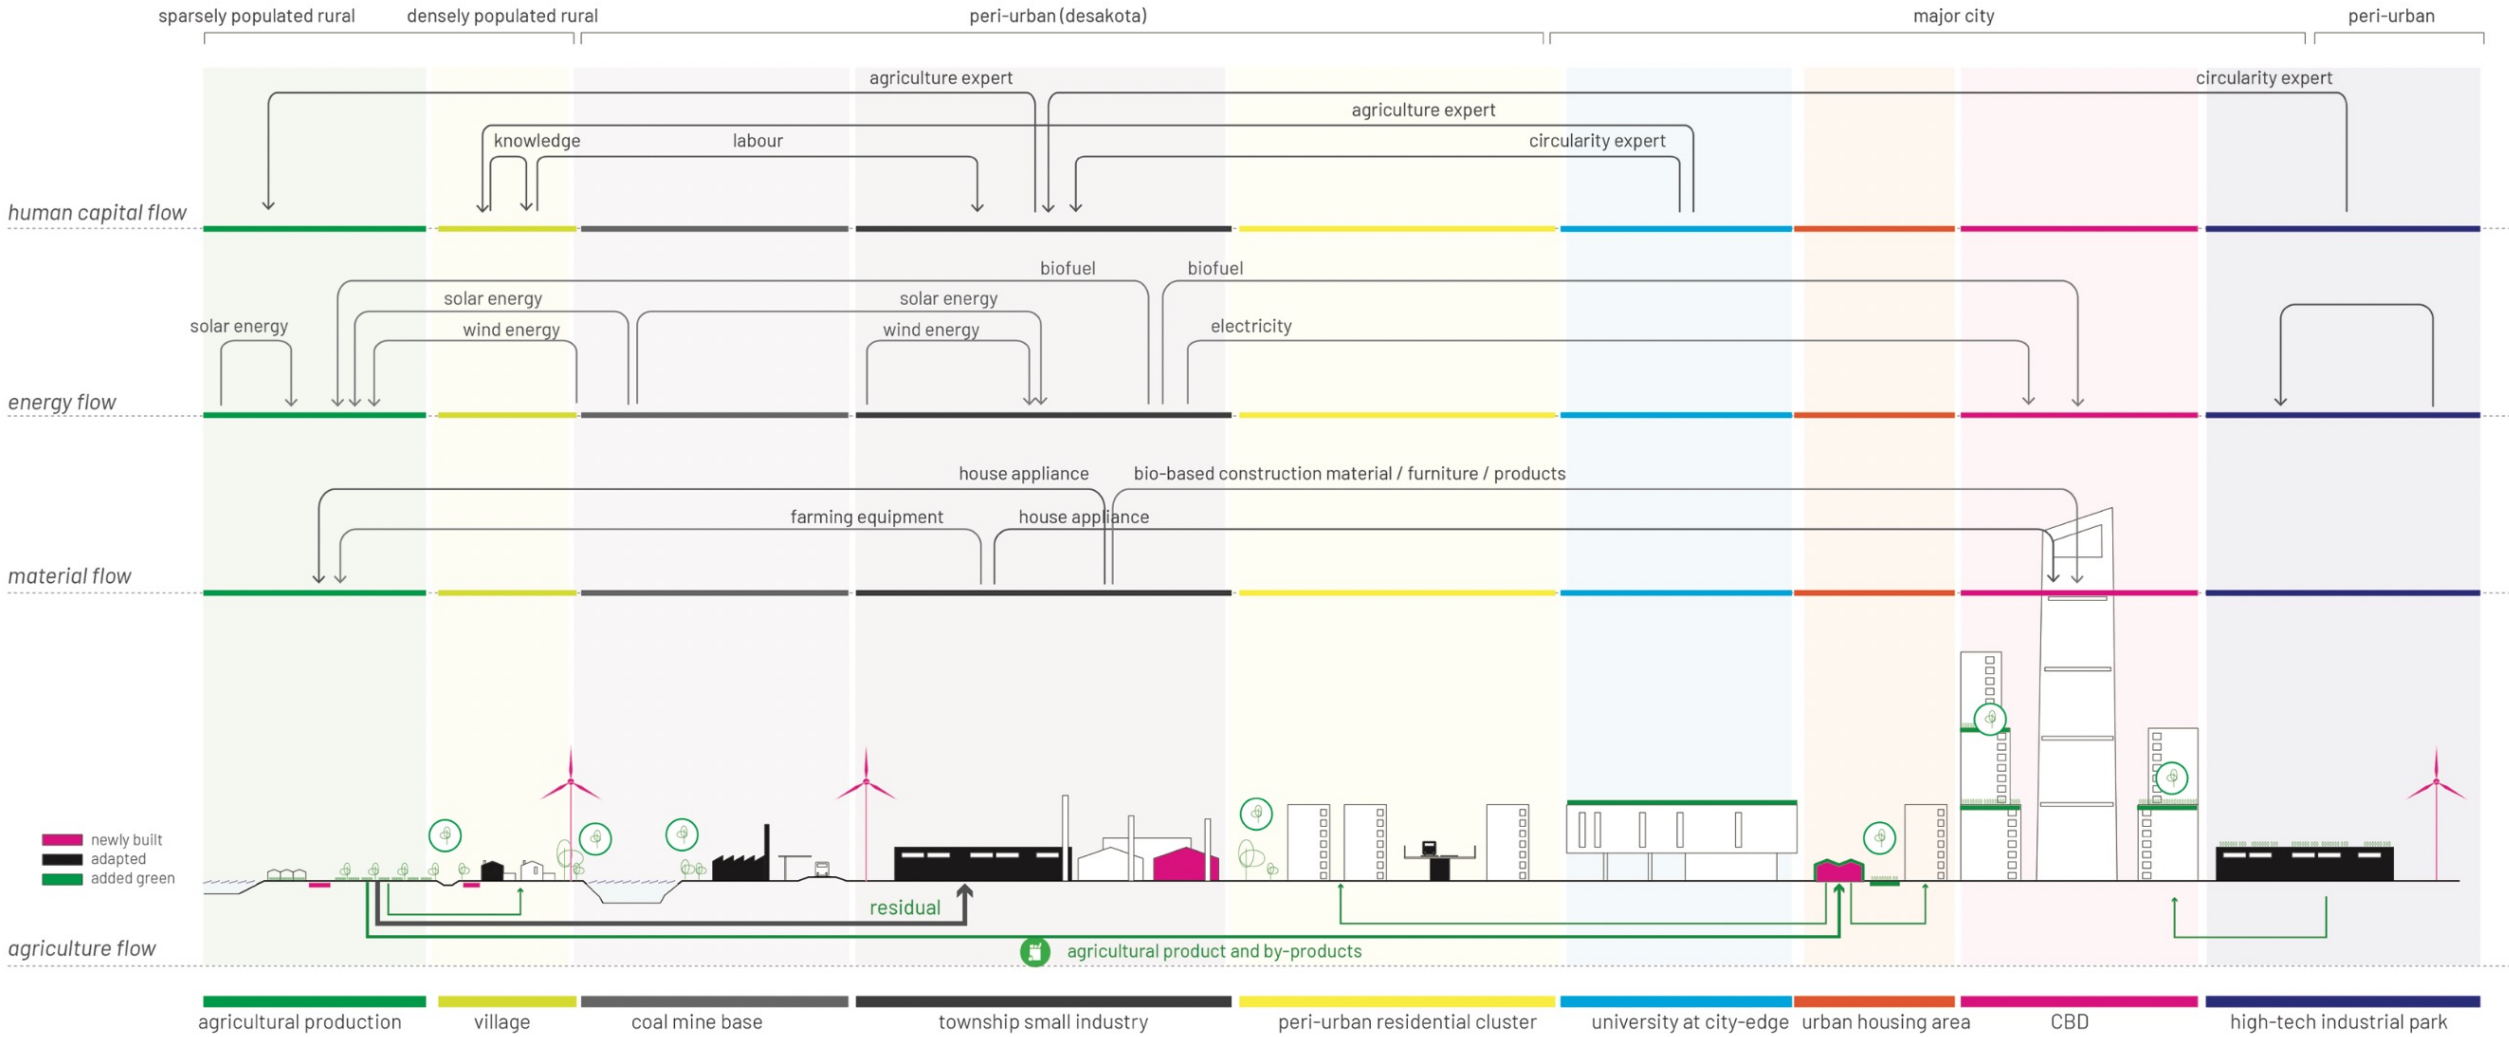 sparsely populated rural
densely populated rural
peri-urban (desakota)
major city
peri-urban
agriculture expert
circularity expert
agriculture expert
knowledge
labour
circularity expert
human capital flow
biofuel
biofuel
solar energy
solar energy
solar energy
wind energy
wind energy
electricity
energy flow
house appliance
bio-based construction material / furniture / products
farming equipment
house appliance
material flow
newly built
adapted
added green
residual
agriculture flow
agricultural product and by-products
agricultural production
village
coal mine base
township small industry
peri-urban residential cluster
university at city-edge
urban housing area
CBD
high-tech industrial park